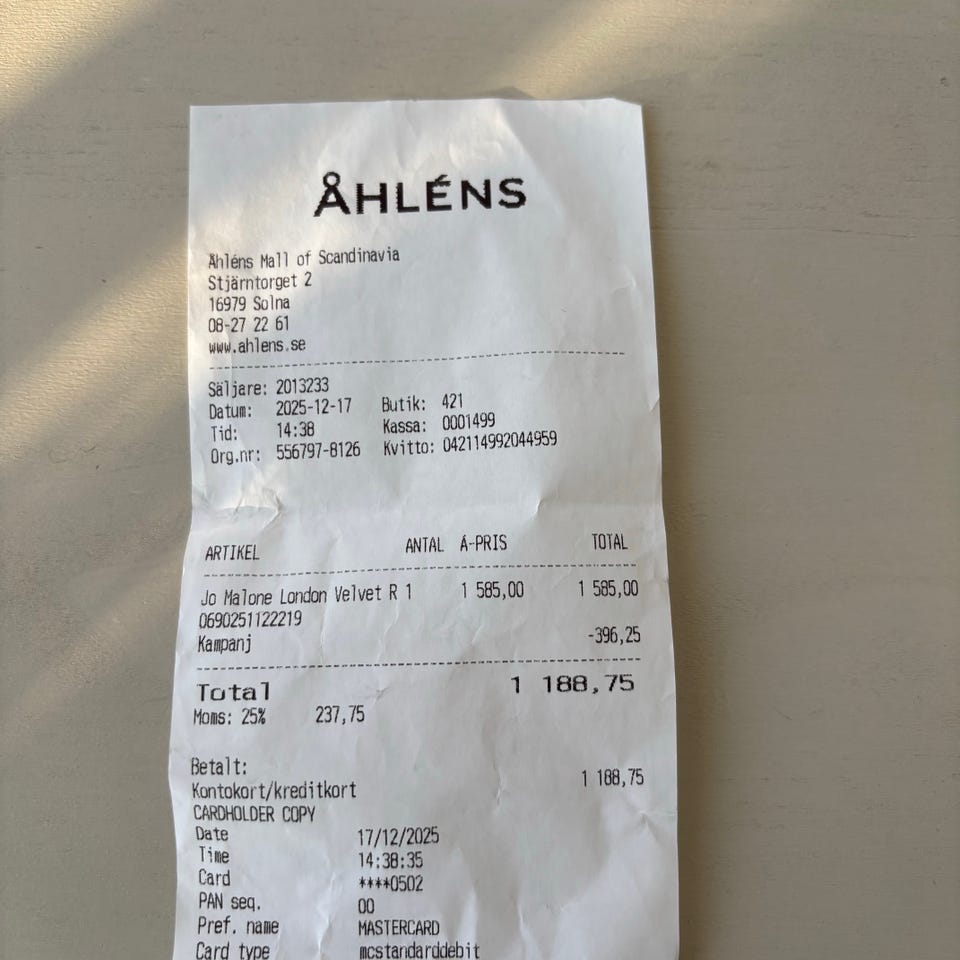 ÅHLÉNS
Åhléns Mall of Scandinavia
Stjärntorget 2
16979 Solna
08-27 22 61
www.ahlens.se
Säljare: 2013233
Datum: 2025-12-17 Butik: 421
Tid: 14:38 Kassa: 0001499
Org.nr: 556797-8126 Kvitto: 042114992044959
ARTIKEL ANTAL Á-PRIS TOTAL
Jo Malone London Velvet R 1 1 585,00 1 585,00
0690251122219
Kampanj -396,25
Total 1 188,75
Moms: 25% 237,75
Betalt:
Kontokort/kreditkort 1 188,75
CARDHOLDER COPY
Date 17/12/2025
Time 14:38:35
Card ****0502
PAN seq. 00
Pref. name MASTERCARD
Card type mcstandarddebit